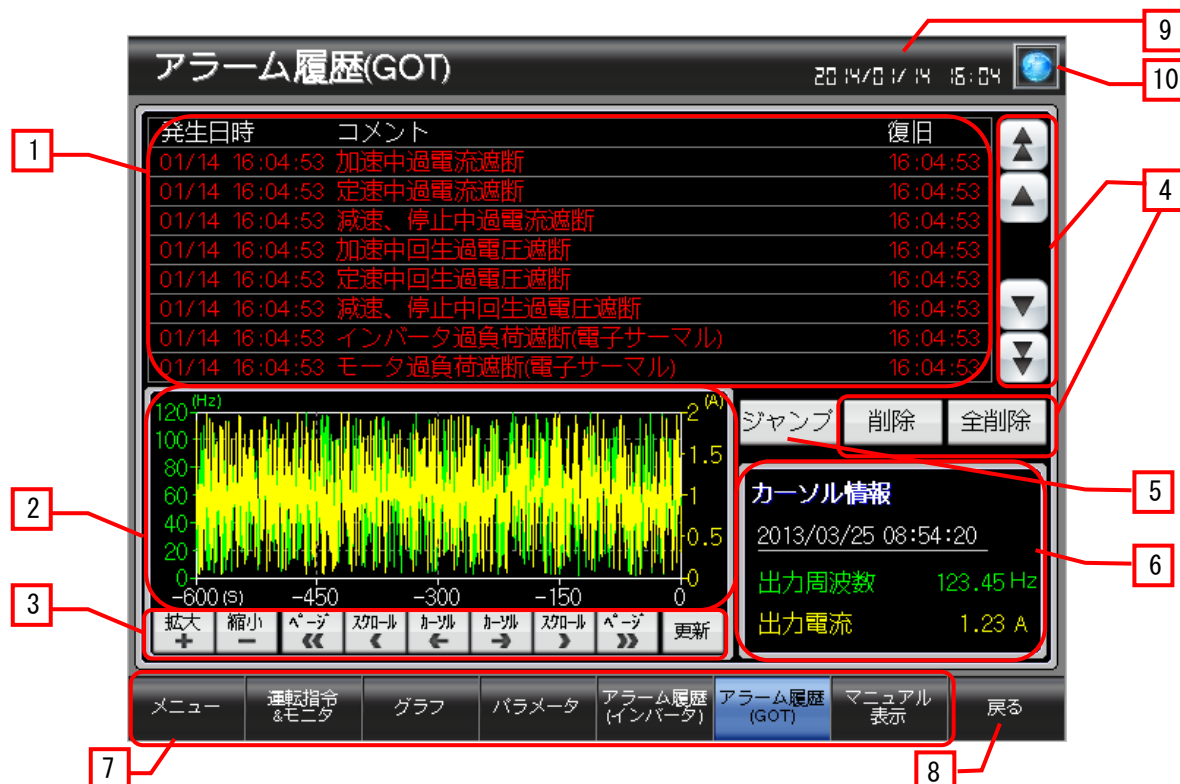 アラーム履歴(GOT)
2014/01/14 16:04
9
10
発生日時 コメント 復旧
01/14 16:04:53 加速中過電流遮断 16:04:53
01/14 16:04:53 定速中過電流遮断 16:04:53
01/14 16:04:53 減速、停止中過電流遮断 16:04:53
01/14 16:04:53 加速中回生過電圧遮断 16:04:53
01/14 16:04:53 定速中回生過電圧遮断 16:04:53
01/14 16:04:53 減速、停止中回生過電圧遮断 16:04:53
01/14 16:04:53 インバータ過負荷遮断(電子サーマル) 16:04:53
01/14 16:04:53 モータ過負荷遮断(電子サーマル) 16:04:53
1
4
(Hz) (A)
120 2
100
80 1.5
60 1
40
20 0.5
0 0
-600 (S) -450 -300 -150 0
2
ジャンプ 削除 全削除
5
カーソル情報
2013/03/25 08:54:20
出力周波数 123.45 Hz
出力電流 1.23 A
6
3
拡大 縮小 ページ スクロール カーソル カーソル スクロール ページ 更新
+ − ≪ < ← → > ≫
メニュー 運転指令 グラフ パラメータ アラーム履歴 アラーム履歴 マニュアル 戻る
&モニタ (インバータ) (GOT) 表示
7
8